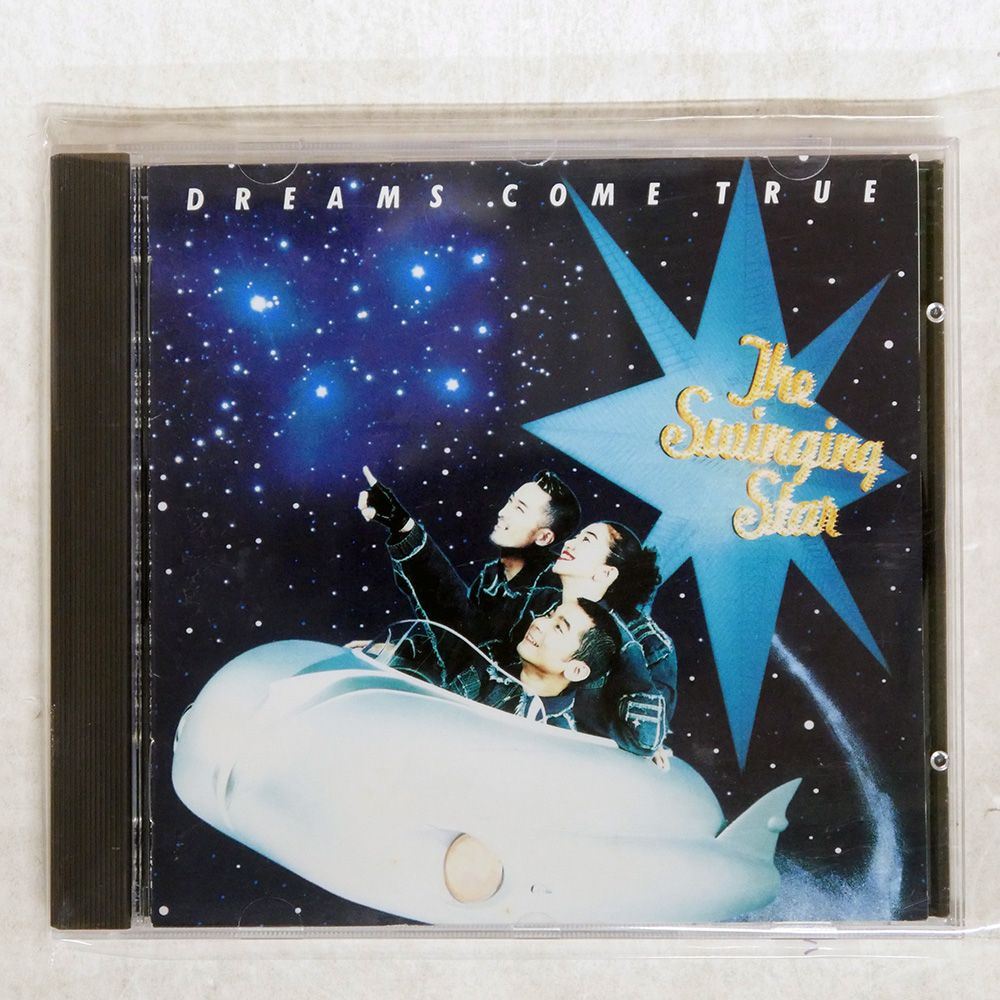 DREAMS COME TRUE
The
Swinging
Star